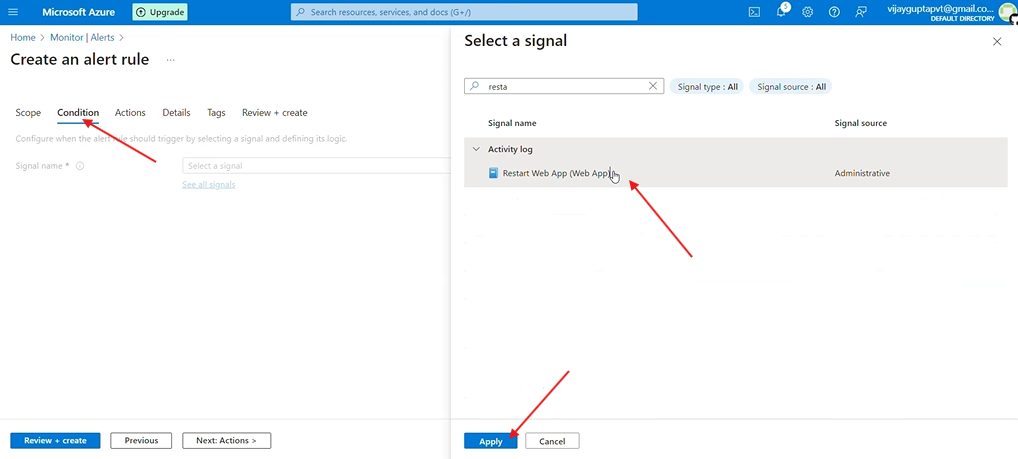 Microsoft Azure
Upgrade
Search resources, services, and docs (G+/)
5
vijayguptapvt@gmail.co...
DEFAULT DIRECTORY
Home > Monitor | Alerts >
Create an alert rule ...
Scope Condition Actions Details Tags Review + create
Configure when the alert rule should trigger by selecting a signal and defining its logic.
Signal name *
Select a signal
See all signals
Review + create
Previous
Next: Actions >
Select a signal
resta
Signal type : All
Signal source : All
Signal name Signal source
Activity log
Restart Web App (Web App) Administrative
Apply
Cancel